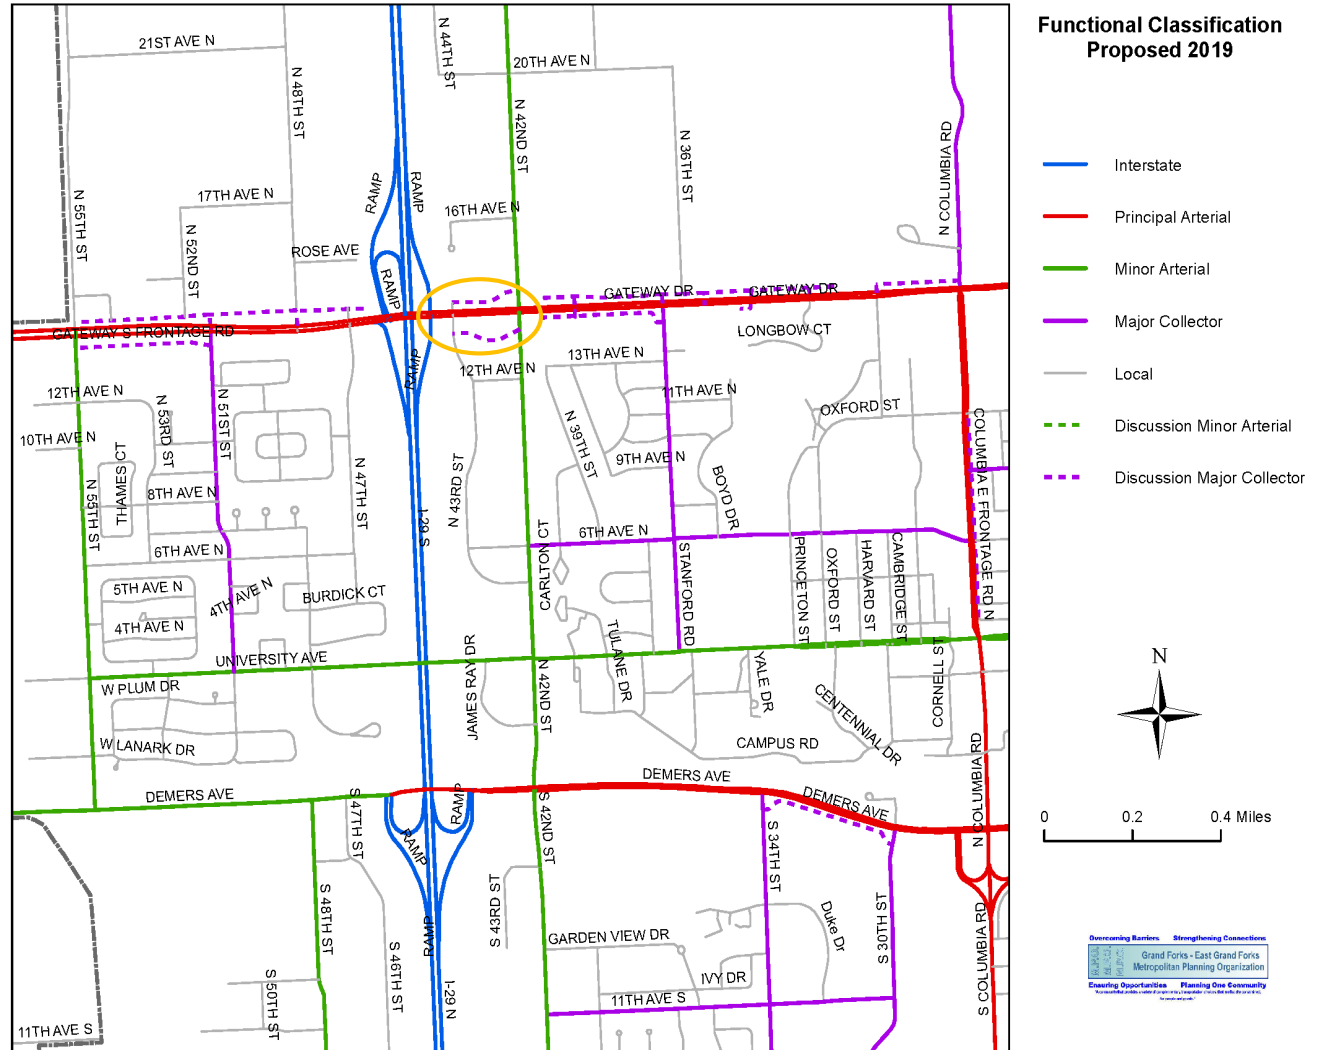 Functional Classification
Proposed 2019
Interstate
Principal Arterial
Minor Arterial
Major Collector
Local
Discussion Minor Arterial
Discussion Major Collector
N
0 0.2 0.4 Miles
Overcoming Barriers Strengthening Connections
Grand Forks - East Grand Forks
Metropolitan Planning Organization
Ensuring Opportunities Planning One Community
21ST AVE N
N 48TH ST
N 44TH ST
20TH AVE N
N 42ND ST
N 36TH ST
N COLUMBIA RD
N 55TH ST
17TH AVE N
N 52ND ST
ROSE AVE
RAMP
RAMP
RAMP
16TH AVE N
GATEWAY DR
GATEWAY DR
GATEWAY S FRONTAGE RD
LONGBOW CT
RAMP
12TH AVE N
13TH AVE N
12TH AVE N
11TH AVE N
N 53RD ST
N 51ST ST
OXFORD ST
10TH AVE N
THAMES CT
N 39TH ST
COLUMBIA E FRONTAGE RD N
N 55TH ST
8TH AVE N
N 47TH ST
N 43RD ST
9TH AVE N
BOYD DR
I-29 S
6TH AVE N
6TH AVE N
CARLTON CT
STANFORD RD
PRINCETON ST
OXFORD ST
HARVARD ST
CAMBRIDGE ST
5TH AVE N
4TH AVE N
4TH AVE N
BURDICK CT
UNIVERSITY AVE
JAMES RAY DR
N 42ND ST
TULANE DR
YALE DR
CENTENNIAL DR
CORNELL ST
W PLUM DR
W LANARK DR
CAMPUS RD
N COLUMBIA RD
DEMERS AVE
DEMERS AVE
DEMERS AVE
S 47TH ST
RAMP
RAMP
S 42ND ST
S 34TH ST
S 48TH ST
S 43RD ST
RAMP
S 46TH ST
I-29 N
GARDEN VIEW DR
Duke Dr
S 30TH ST
S COLUMBIA RD
IVY DR
11TH AVE S
S 50TH ST
11TH AVE S